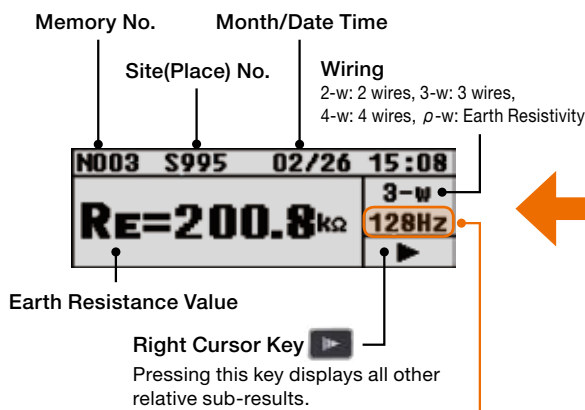 Memory No.
Month/Date Time
Site(Place) No.
Wiring
2-w: 2 wires, 3-w: 3 wires,
4-w: 4 wires, ρ-w: Earth Resistivity
N003 S995 02/26 15:08
3-w
RE=200.8kΩ
128Hz
Earth Resistance Value
Right Cursor Key
Pressing this key displays all other
relative sub-results.